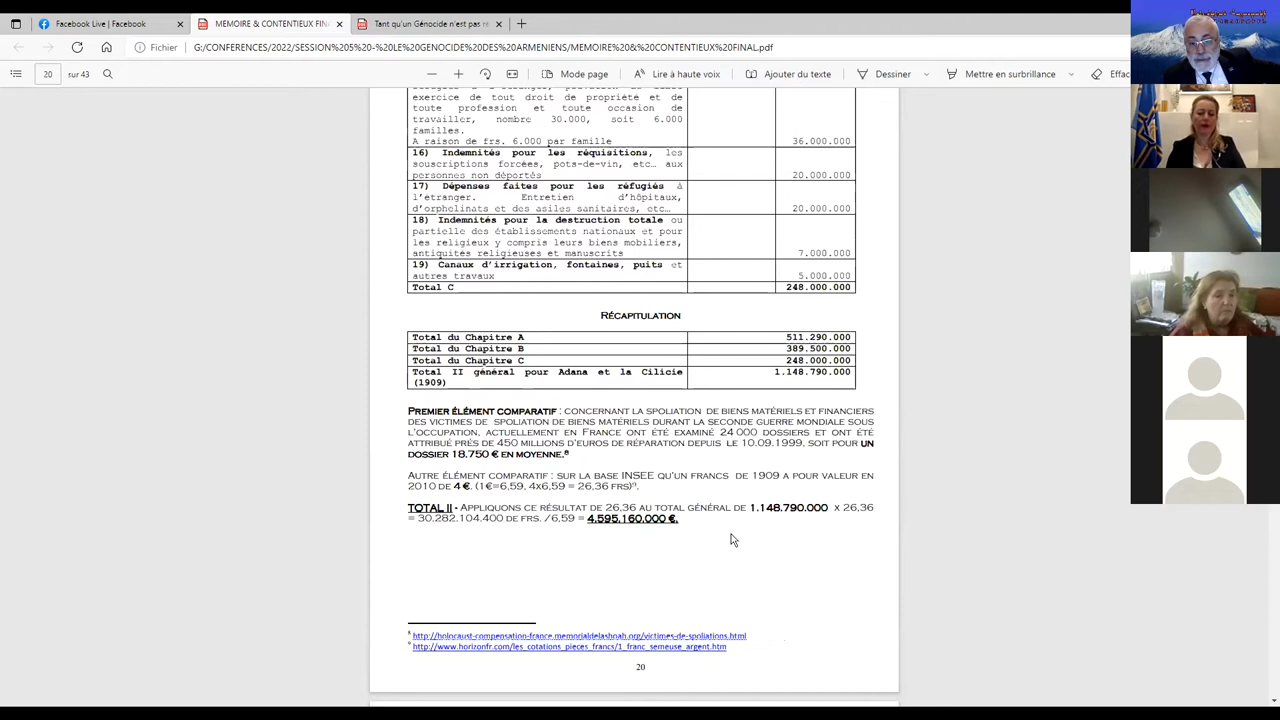 Facebook Live | Facebook
MEMOIRE & CONTENTIEUX FIN
Tant qu'un Génocide n'est pas r
Fichier
G:/CONFERENCES/2022/SESSION%205%20-%20LE%20GENOCIDE%20DES%20ARMENIENS/MEMOIRE%20&%20CONTENTIEUX%20FINAL.pdf
20 sur 43
Mode page
Lire à haute voix
Ajouter du texte
Dessiner
Mettre en surbrillance
Effac
exercice de tout droit de propriété et de
toute profession et toute occasion de
travailler, nombre 30.000, soit 6.000
familles.
A raison de frs. 6.000 par famille 36.000.000
16) Indemnités pour les réquisitions, les
souscriptions forcées, pots-de-vin, etc… aux
personnes non déportés 20.000.000
17) Dépenses faites pour les réfugiés à
l'etranger. Entretien d'hôpitaux,
d'orphelinats et des asiles sanitaires, etc… 20.000.000
18) Indemnités pour la destruction totale ou
partielle des établissements nationaux et pour
les religieux y compris leurs biens mobiliers,
antiquités religieuses et manuscrits 7.000.000
19) Canaux d'irrigation, fontaines, puits et
autres travaux 5.000.000
Total C 248.000.000
RÉCAPITULATION
Total du Chapitre A 511.290.000
Total du Chapitre B 389.500.000
Total du Chapitre C 248.000.000
Total II général pour Adana et la Cilicie 1.148.790.000
(1909)
PREMIER ÉLÉMENT COMPARATIF : CONCERNANT LA SPOLIATION DE BIENS MATÉRIELS ET FINANCIERS
DES VICTIMES DE SPOLIATION DE BIENS MATÉRIELS DURANT LA SECONDE GUERRE MONDIALE SOUS
L'OCCUPATION, ACTUELLEMENT EN FRANCE ONT ÉTÉ EXAMINÉ 24 000 DOSSIERS ET ONT ÉTÉ
ATTRIBUÉ PRÈS DE 450 MILLIONS D'EUROS DE RÉPARATION DEPUIS LE 10.09.1999, SOIT POUR UN
DOSSIER 18.750 € EN MOYENNE.⁸
AUTRE ÉLÉMENT COMPARATIF : SUR LA BASE INSEE QU'UN FRANCS DE 1909 A POUR VALEUR EN
2010 DE 4 €. (1€=6,59, 4X6,59 = 26,36 FRS)⁹.
TOTAL II - APPLIQUONS CE RÉSULTAT DE 26,36 AU TOTAL GÉNÉRAL DE 1.148.790.000 X 26,36
= 30.282.104.400 DE FRS. /6,59 = 4.595.160.000 €.
⁸ http://holocaust-compensation-france.memorialdelashoah.org/victimes-de-spoliations.html
⁹ http://www.horizonfr.com/les_cotations_pieces_francs/1_franc_semeuse_argent.htm
20